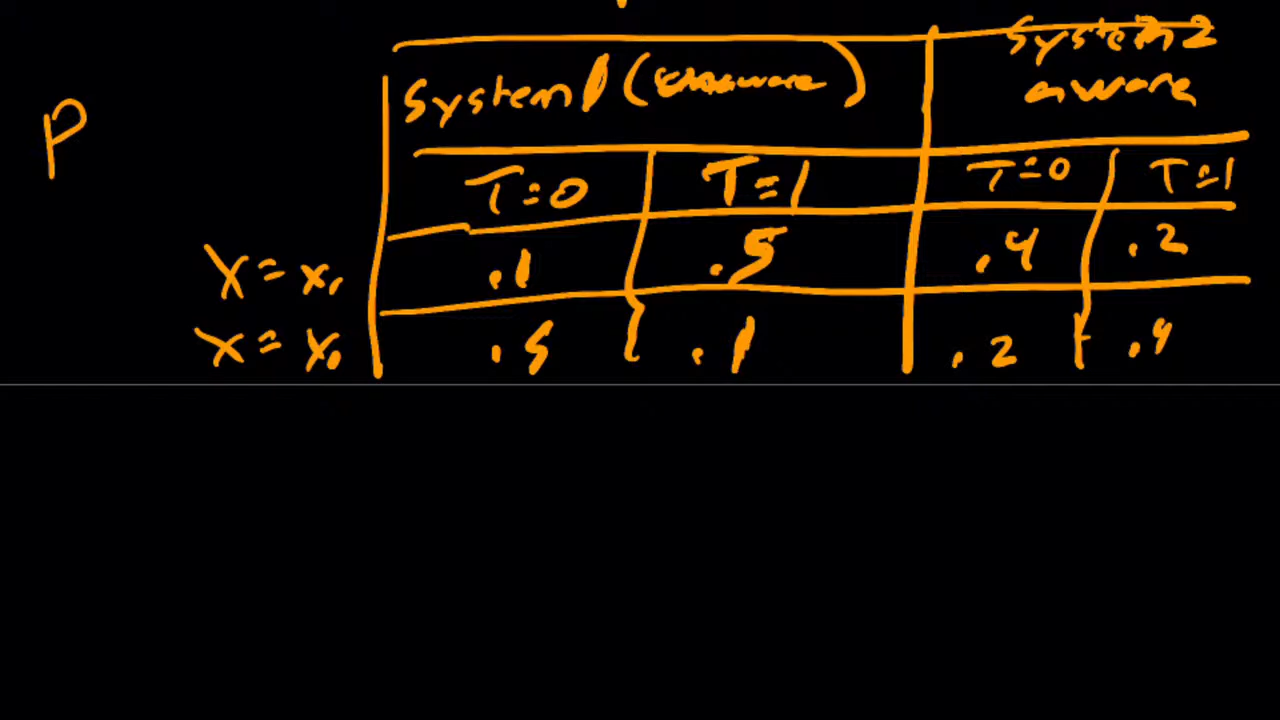 P
System 1 (unaware)
System 2
aware
T=0 T=1 T=0 T=1
X=x₁ .1 .5 .4 .2
X=x₀ .5 .1 .2 .4